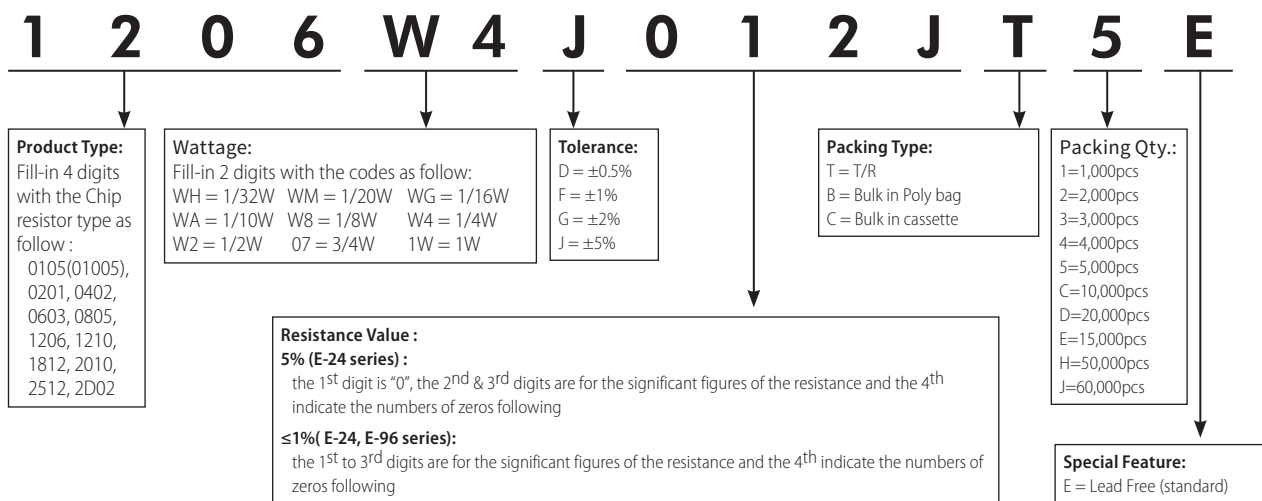 1 2 0 6 W 4 J 0 1 2 J T 5 E
Product Type:
Fill-in 4 digits
with the Chip
resistor type as
follow :
0105(01005),
0201, 0402,
0603, 0805,
1206, 1210,
1812, 2010,
2512, 2D02
Wattage:
Fill-in 2 digits with the codes as follow:
WH = 1/32W WM = 1/20W WG = 1/16W
WA = 1/10W W8 = 1/8W W4 = 1/4W
W2 = 1/2W 07 = 3/4W 1W = 1W
Tolerance:
D = ±0.5%
F = ±1%
G = ±2%
J = ±5%
Packing Type:
T = T/R
B = Bulk in Poly bag
C = Bulk in cassette
Packing Qty.:
1=1,000pcs
2=2,000pcs
3=3,000pcs
4=4,000pcs
5=5,000pcs
C=10,000pcs
D=20,000pcs
E=15,000pcs
H=50,000pcs
J=60,000pcs
Resistance Value :
5% (E-24 series) :
the 1st digit is “0”, the 2nd & 3rd digits are for the significant figures of the resistance and the 4th
indicate the numbers of zeros following
≤1%( E-24, E-96 series):
the 1st to 3rd digits are for the significant figures of the resistance and the 4th indicate the numbers of
zeros following
Special Feature:
E = Lead Free (standard)